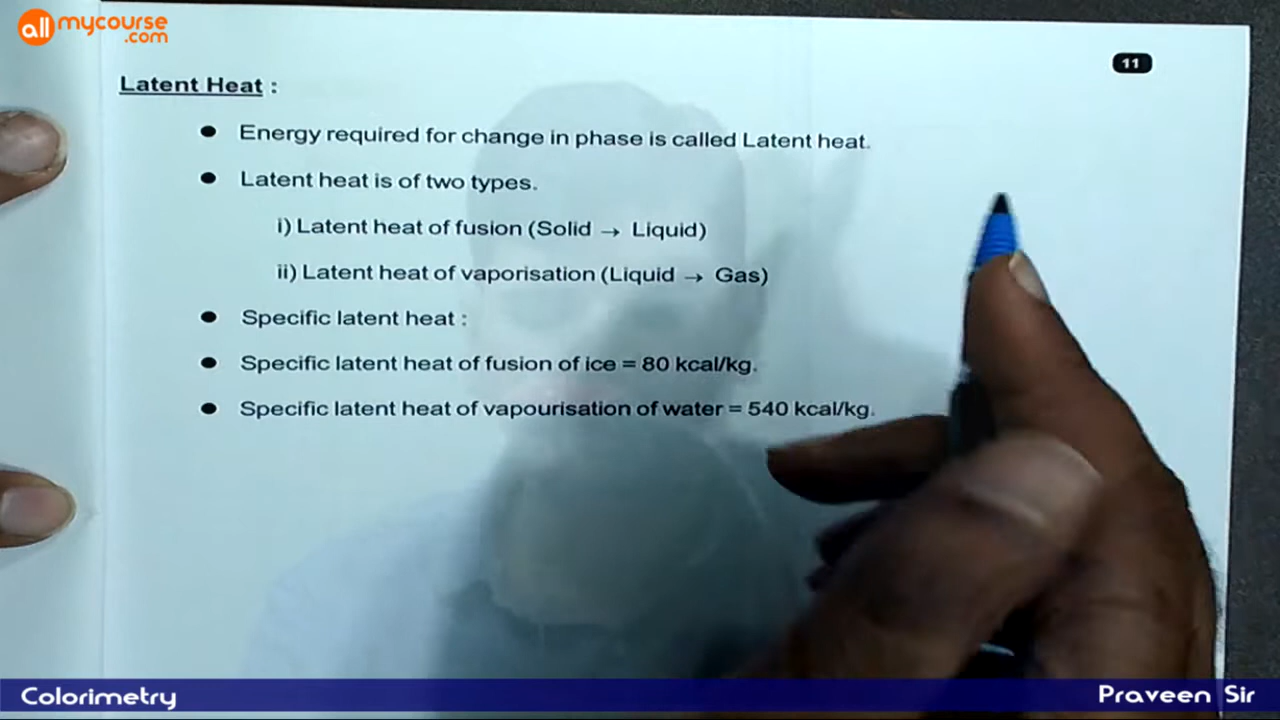 all mycourse
.com
11
Latent Heat :
● Energy required for change in phase is called Latent heat.
● Latent heat is of two types.
i) Latent heat of fusion (Solid → Liquid)
ii) Latent heat of vaporisation (Liquid → Gas)
● Specific latent heat :
● Specific latent heat of fusion of ice = 80 kcal/kg.
● Specific latent heat of vapourisation of water = 540 kcal/kg.
Colorimetry
Praveen Sir